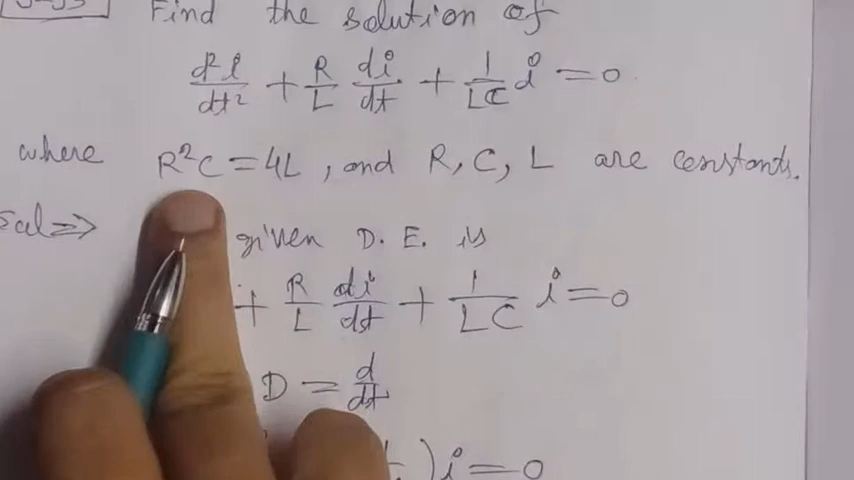 Find the solution of
d²i/dt² + R/L di/dt + 1/LC i = 0
where R²C = 4L, and R, C, L are constants.
Sol ⇒ given D. E. is
+ R/L di/dt + 1/LC i = 0
D = d/dt
) i = 0